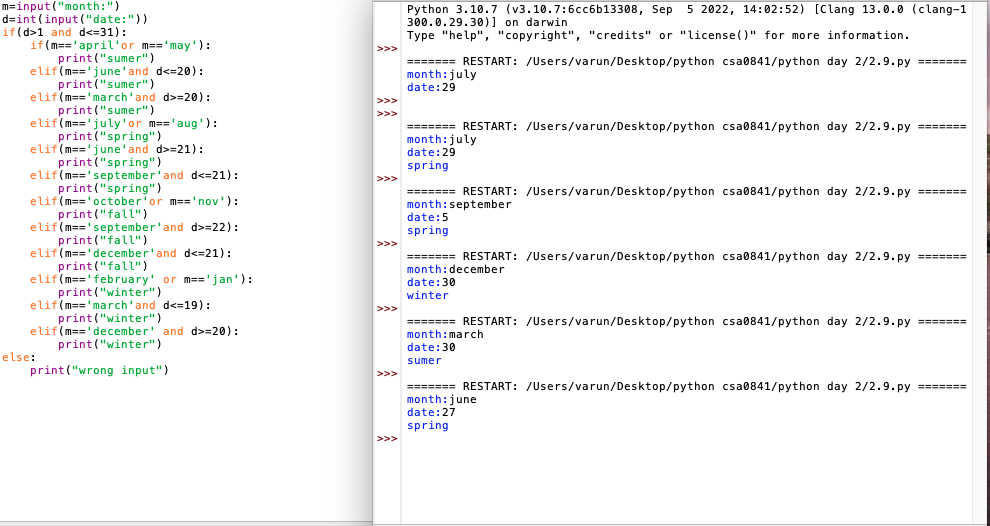 m=input("month:")
d=int(input("date:"))
if(d>1 and d<=31):
    if(m=='april'or m=='may'):
        print("sumer")
    elif(m=='june'and d<=20):
        print("sumer")
    elif(m=='march'and d>=20):
        print("sumer")
    elif(m=='july'or m=='aug'):
        print("spring")
    elif(m=='june'and d>=21):
        print("spring")
    elif(m=='september'and d<=21):
        print("spring")
    elif(m=='october'or m=='nov'):
        print("fall")
    elif(m=='september'and d>=22):
        print("fall")
    elif(m=='december'and d<=21):
        print("fall")
    elif(m=='february' or m=='jan'):
        print("winter")
    elif(m=='march'and d<=19):
        print("winter")
    elif(m=='december' and d>=20):
        print("winter")
else:
    print("wrong input")
Python 3.10.7 (v3.10.7:6cc6b13308, Sep  5 2022, 14:02:52) [Clang 13.0.0 (clang-1
300.0.29.30)] on darwin
Type "help", "copyright", "credits" or "license()" for more information.
>>>
======= RESTART: /Users/varun/Desktop/python csa0841/python day 2/2.9.py =======
month:july
date:29
>>>
>>>
======= RESTART: /Users/varun/Desktop/python csa0841/python day 2/2.9.py =======
month:july
date:29
spring
>>>
======= RESTART: /Users/varun/Desktop/python csa0841/python day 2/2.9.py =======
month:september
date:5
spring
>>>
======= RESTART: /Users/varun/Desktop/python csa0841/python day 2/2.9.py =======
month:december
date:30
winter
>>>
======= RESTART: /Users/varun/Desktop/python csa0841/python day 2/2.9.py =======
month:march
date:30
sumer
>>>
======= RESTART: /Users/varun/Desktop/python csa0841/python day 2/2.9.py =======
month:june
date:27
spring
>>>